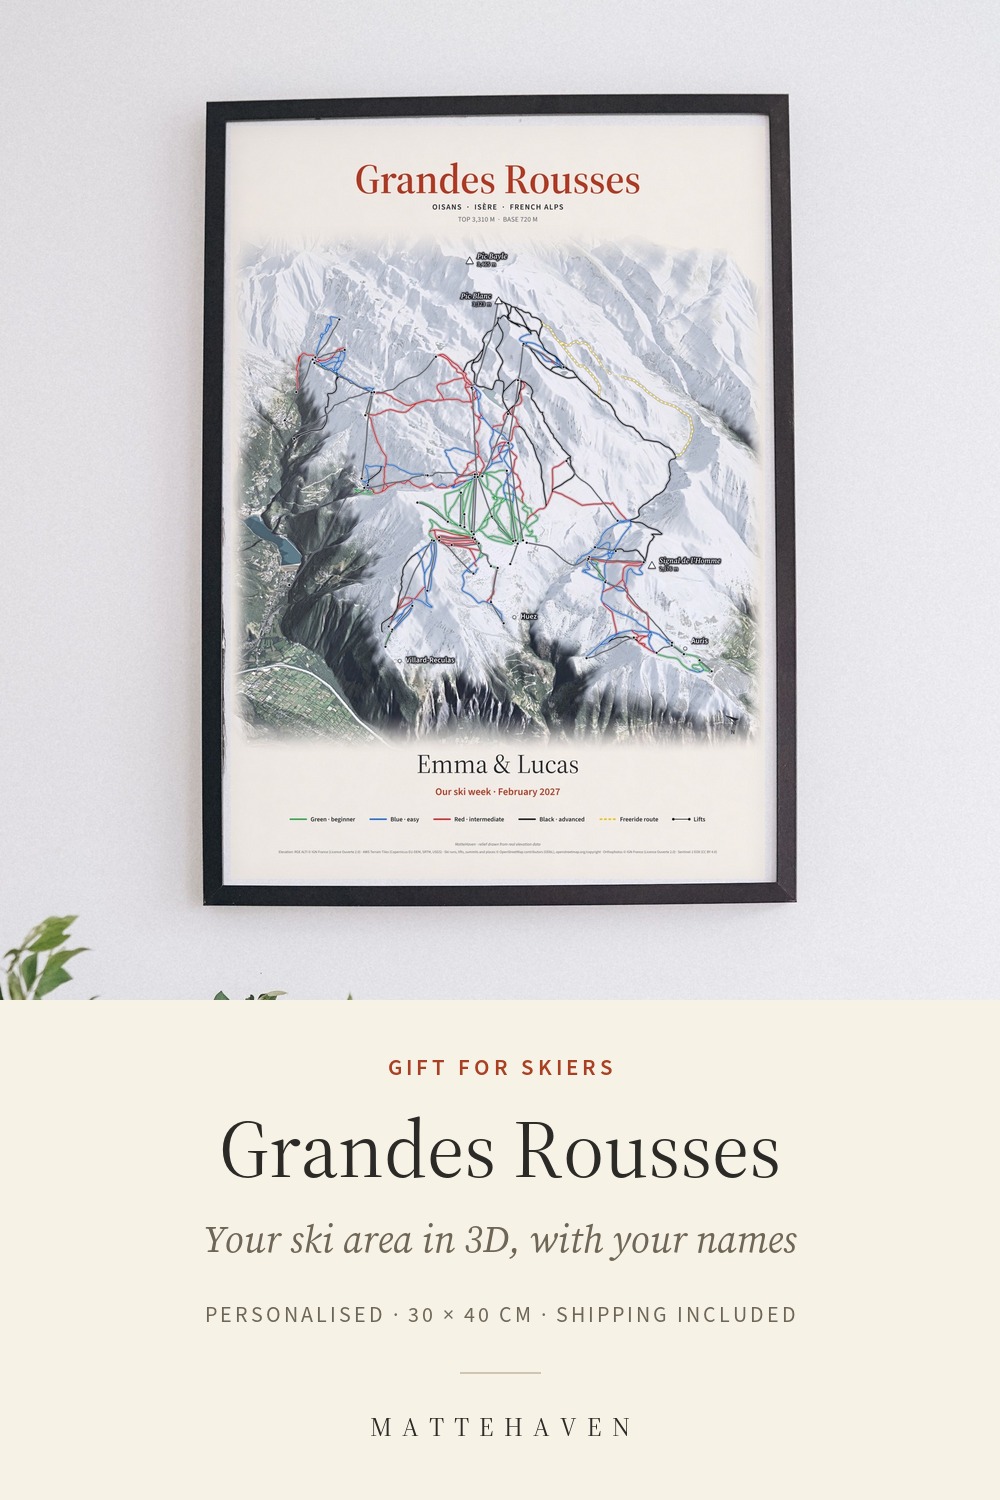 Grandes Rousses
OISANS · ISÈRE · FRENCH ALPS
TOP 3,310 M · BASE 720 M
Pic Bayle
Pic Blanc
Signal de l'Homme
Huez
Auris
Villard-Reculas
Emma & Lucas
Our ski week · February 2027
Green · beginner Blue · easy Red · intermediate Black · advanced Freeride route Lifts
GIFT FOR SKIERS
Grandes Rousses
Your ski area in 3D, with your names
PERSONALISED · 30 × 40 CM · SHIPPING INCLUDED
MATTEHAVEN